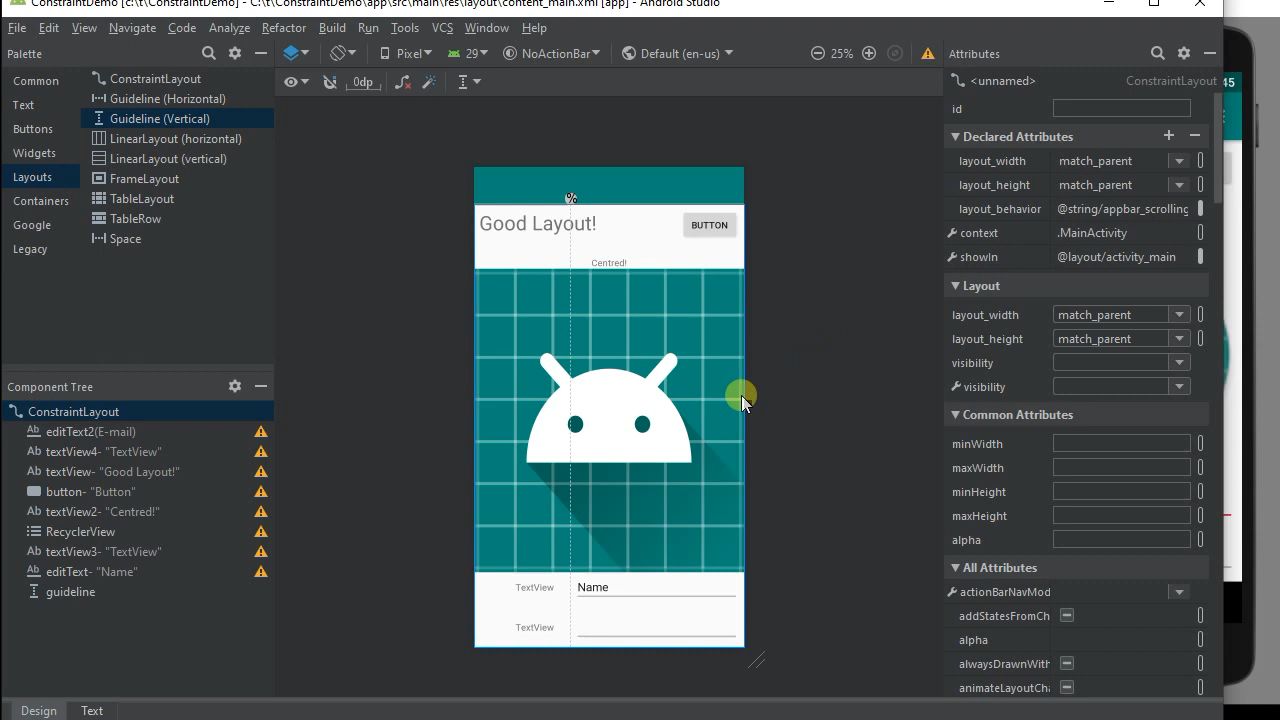 ConstraintDemo [c:\t\ConstraintDemo] - C:\t\ConstraintDemo\app\src\main\res\layout\content_main.xml [app] - Android Studio
File Edit View Navigate Code Analyze Refactor Build Run Tools VCS Window Help
Palette
Pixel 29 NoActionBar Default (en-us) 25%
Attributes
Common
Text
Buttons
Widgets
Layouts
Containers
Google
Legacy
ConstraintLayout
Guideline (Horizontal)
Guideline (Vertical)
LinearLayout (horizontal)
LinearLayout (vertical)
FrameLayout
TableLayout
TableRow
Space
0dp
Component Tree
ConstraintLayout
editText2(E-mail)
textView4- "TextView"
textView- "Good Layout!"
button- "Button"
textView2- "Centred!"
RecyclerView
textView3- "TextView"
editText- "Name"
guideline
%
Good Layout!
BUTTON
Centred!
TextView Name
TextView
<unnamed> ConstraintLayout
id
Declared Attributes
layout_width match_parent
layout_height match_parent
layout_behavior @string/appbar_scrolling
context .MainActivity
showIn @layout/activity_main
Layout
layout_width match_parent
layout_height match_parent
visibility
visibility
Common Attributes
minWidth
maxWidth
minHeight
maxHeight
alpha
All Attributes
actionBarNavMod
addStatesFromCh
alpha
alwaysDrawnWith
animateLayoutCha
45
Design Text